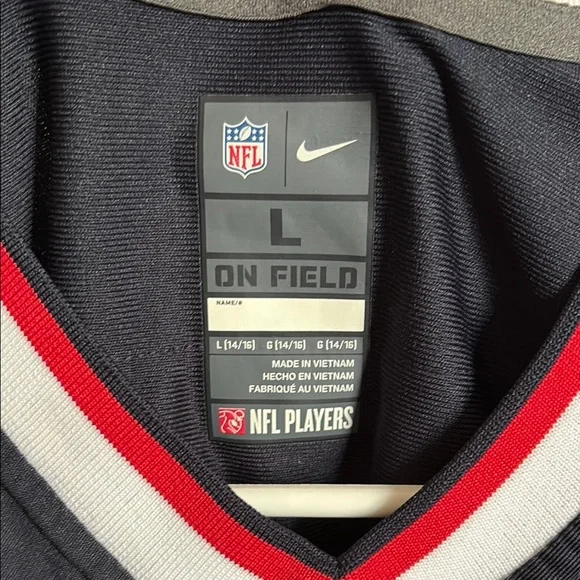 NFL
L
ON FIELD
NAME/#
L (14/16) G (14/16) G (14/16)
MADE IN VIETNAM
HECHO EN VIETNAM
FABRIQUÉ AU VIETNAM
NFL PLAYERS